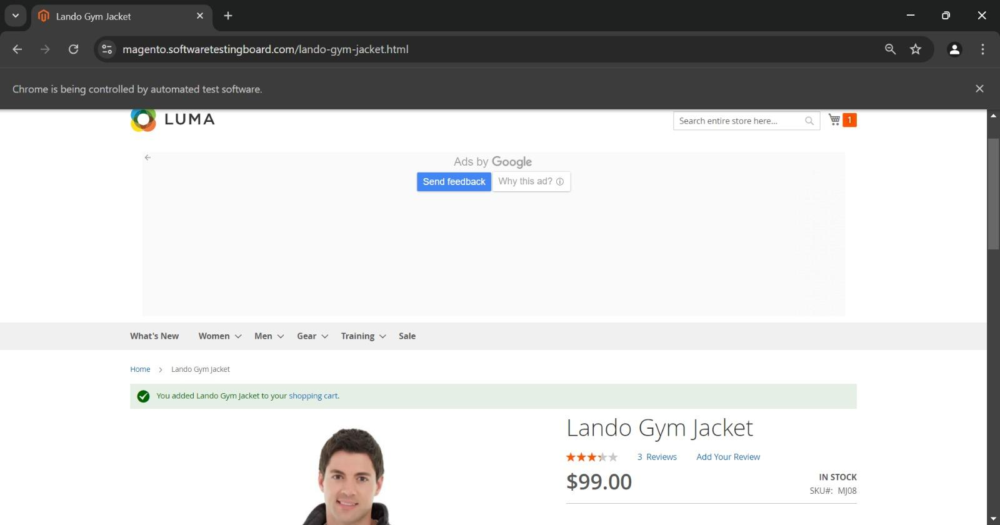 Lando Gym Jacket
magento.softwaretestingboard.com/lando-gym-jacket.html
Chrome is being controlled by automated test software.
LUMA
Search entire store here...
1
Ads by Google
Send feedback
Why this ad?
What's New Women Men Gear Training Sale
Home > Lando Gym Jacket
You added Lando Gym Jacket to your shopping cart.
Lando Gym Jacket
3 Reviews Add Your Review
$99.00
IN STOCK
SKU#: MJ08